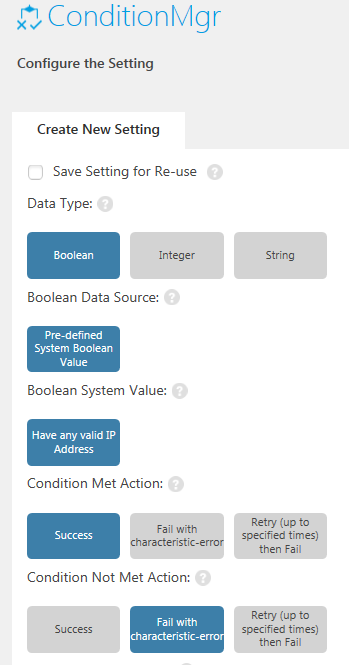 ConditionMgr
Configure the Setting
Create New Setting
Save Setting for Re-use ?
Data Type: ?
Boolean
Integer
String
Boolean Data Source: ?
Pre-defined
System Boolean
Value
Boolean System Value: ?
Have any valid IP
Address
Condition Met Action: ?
Success
Fail with
characteristic-error
Retry (up to
specified times)
then Fail
Condition Not Met Action: ?
Success
Fail with
characteristic-error
Retry (up to
specified times)
then Fail